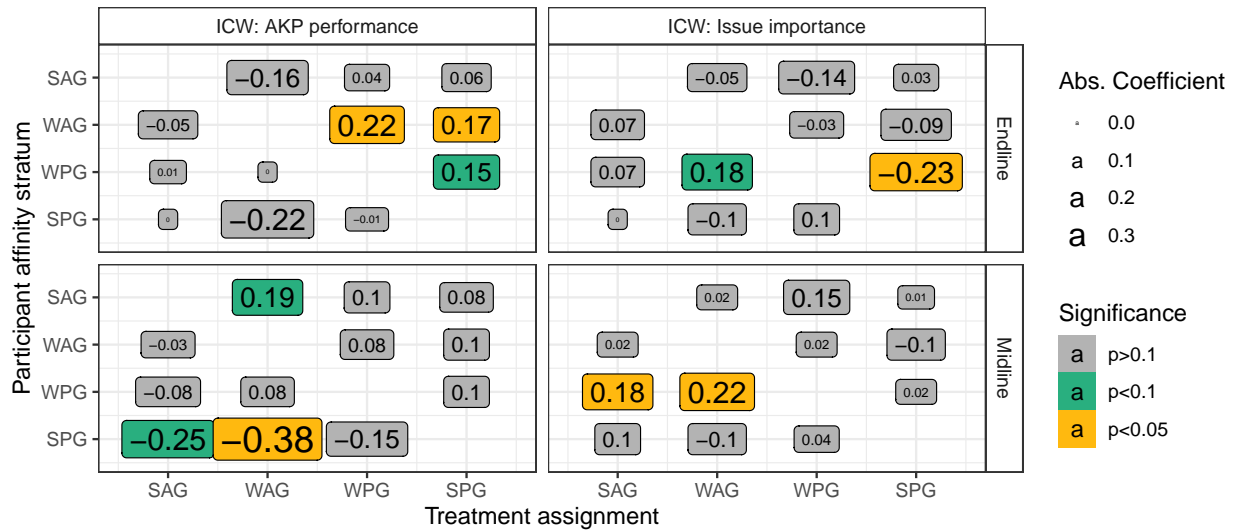 ICW: AKP performance
ICW: Issue importance
SAG −0.16 0.04 0.06 −0.05 −0.14 0.03
WAG −0.05 0.22 0.17 0.07 −0.03 −0.09
WPG 0.01 0 0.15 0.07 0.18 −0.23
SPG 0 −0.22 −0.01 0 −0.1 0.1
Endline
SAG 0.19 0.1 0.08 0.02 0.15 0.01
WAG −0.03 0.08 0.1 0.02 0.02 −0.1
WPG −0.08 0.08 0.1 0.18 0.22 0.02
SPG −0.25 −0.38 −0.15 0.1 −0.1 0.04
Midline
SAG WAG WPG SPG SAG WAG WPG SPG
Treatment assignment
Participant affinity stratum
Abs. Coefficient
a 0.0
a 0.1
a 0.2
a 0.3
Significance
a p>0.1
a p<0.1
a p<0.05